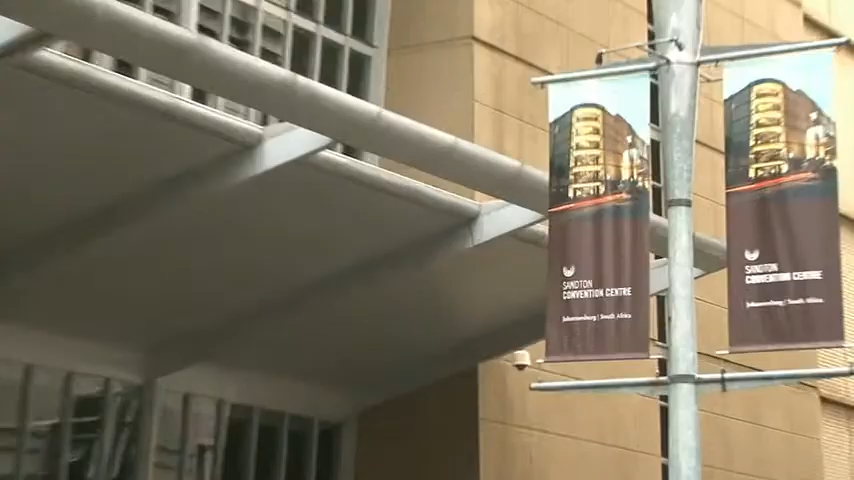 SANDTON
CONVENTION CENTRE
Johannesburg | South Africa
SANDTON
CONVENTION CENTRE
Johannesburg | South Africa